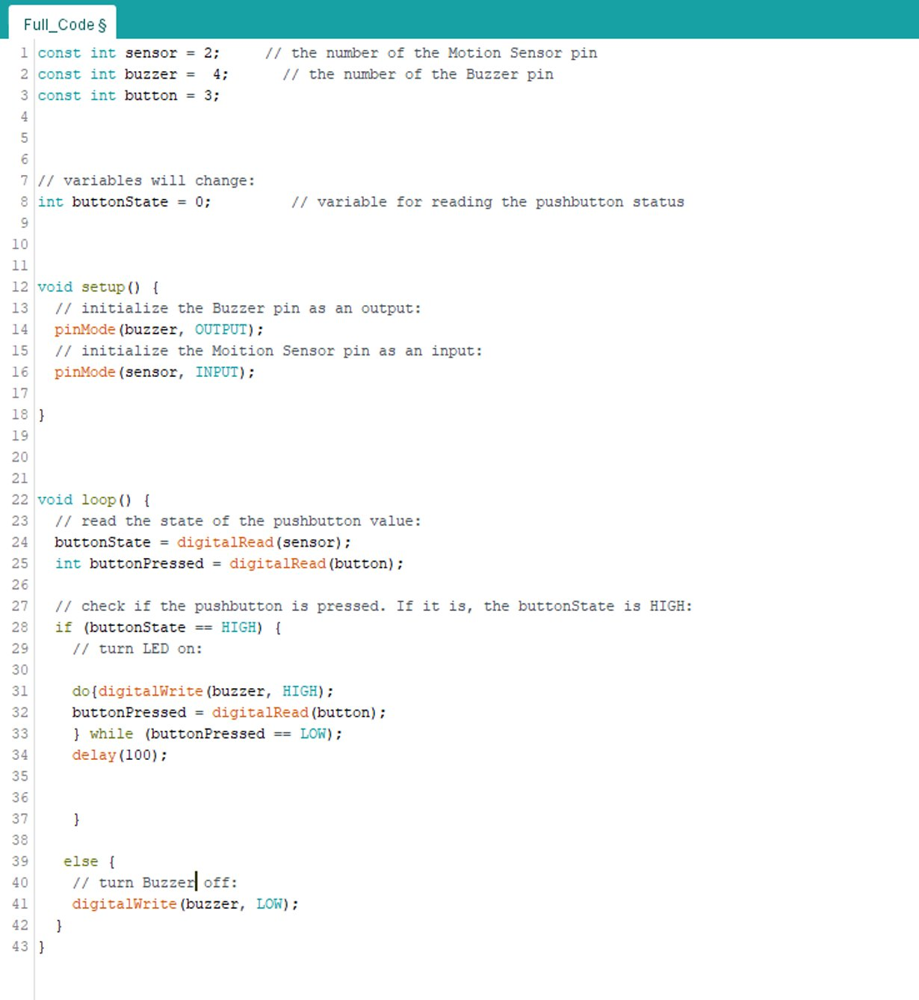 Full_Code §
1 const int sensor = 2;     // the number of the Motion Sensor pin
2 const int buzzer =  4;      // the number of the Buzzer pin
3 const int button = 3;
4
5
6
7 // variables will change:
8 int buttonState = 0;         // variable for reading the pushbutton status
9
10
11
12 void setup() {
13   // initialize the Buzzer pin as an output:
14   pinMode(buzzer, OUTPUT);
15   // initialize the Moition Sensor pin as an input:
16   pinMode(sensor, INPUT);
17
18 }
19
20
21
22 void loop() {
23   // read the state of the pushbutton value:
24   buttonState = digitalRead(sensor);
25   int buttonPressed = digitalRead(button);
26
27   // check if the pushbutton is pressed. If it is, the buttonState is HIGH:
28   if (buttonState == HIGH) {
29     // turn LED on:
30
31     do{digitalWrite(buzzer, HIGH);
32     buttonPressed = digitalRead(button);
33     } while (buttonPressed == LOW);
34     delay(100);
35
36
37     }
38
39    else {
40     // turn Buzzer off:
41     digitalWrite(buzzer, LOW);
42   }
43 }